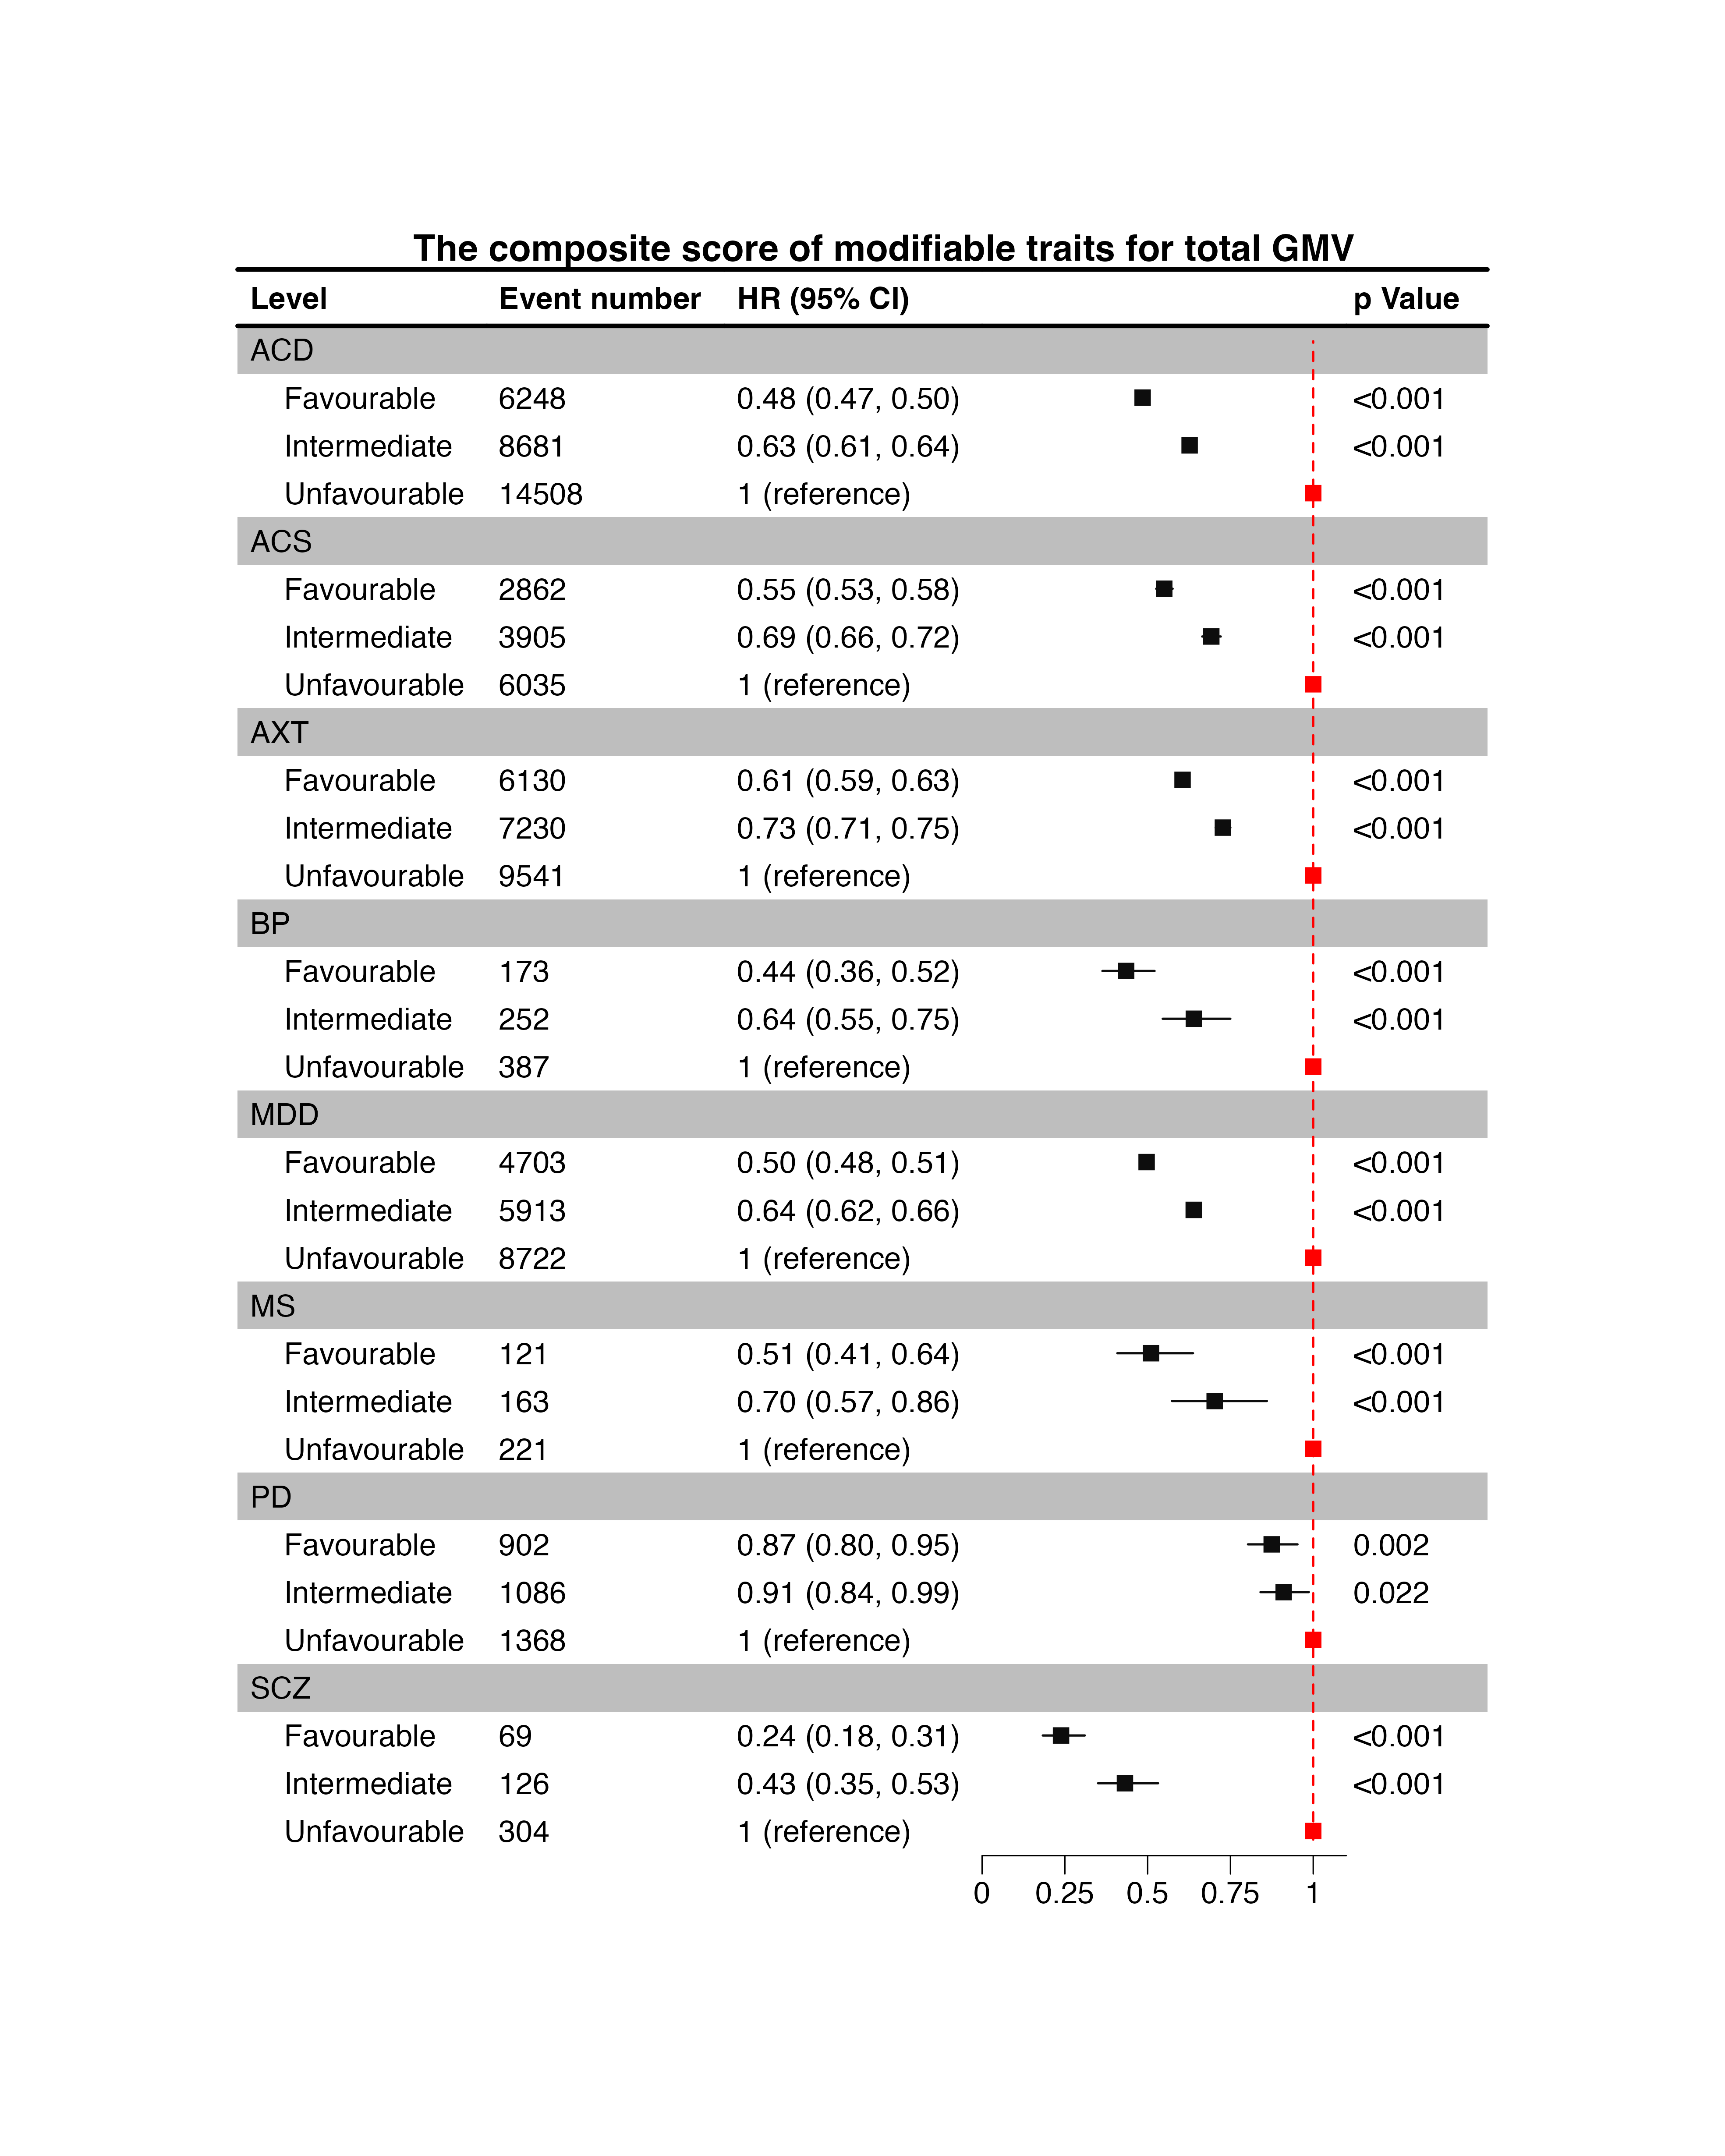 The composite score of modifiable traits for total GMV
Level Event number HR (95% CI) p Value
ACD
Favourable 6248 0.48 (0.47, 0.50) <0.001
Intermediate 8681 0.63 (0.61, 0.64) <0.001
Unfavourable 14508 1 (reference)
ACS
Favourable 2862 0.55 (0.53, 0.58) <0.001
Intermediate 3905 0.69 (0.66, 0.72) <0.001
Unfavourable 6035 1 (reference)
AXT
Favourable 6130 0.61 (0.59, 0.63) <0.001
Intermediate 7230 0.73 (0.71, 0.75) <0.001
Unfavourable 9541 1 (reference)
BP
Favourable 173 0.44 (0.36, 0.52) <0.001
Intermediate 252 0.64 (0.55, 0.75) <0.001
Unfavourable 387 1 (reference)
MDD
Favourable 4703 0.50 (0.48, 0.51) <0.001
Intermediate 5913 0.64 (0.62, 0.66) <0.001
Unfavourable 8722 1 (reference)
MS
Favourable 121 0.51 (0.41, 0.64) <0.001
Intermediate 163 0.70 (0.57, 0.86) <0.001
Unfavourable 221 1 (reference)
PD
Favourable 902 0.87 (0.80, 0.95) 0.002
Intermediate 1086 0.91 (0.84, 0.99) 0.022
Unfavourable 1368 1 (reference)
SCZ
Favourable 69 0.24 (0.18, 0.31) <0.001
Intermediate 126 0.43 (0.35, 0.53) <0.001
Unfavourable 304 1 (reference)
0 0.25 0.5 0.75 1